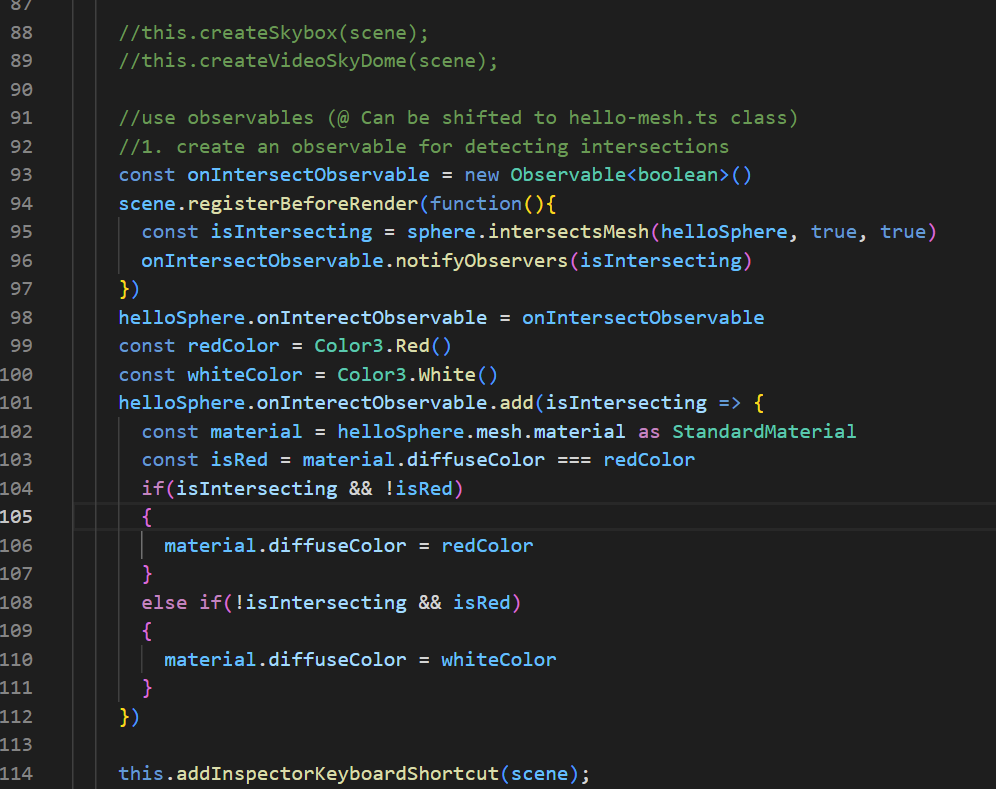 87
88 //this.createSkybox(scene);
89 //this.createVideoSkyDome(scene);
90
91 //use observables (@ Can be shifted to hello-mesh.ts class)
92 //1. create an observable for detecting intersections
93 const onIntersectObservable = new Observable<boolean>()
94 scene.registerBeforeRender(function(){
95 const isIntersecting = sphere.intersectsMesh(helloSphere, true, true)
96 onIntersectObservable.notifyObservers(isIntersecting)
97 })
98 helloSphere.onInterectObservable = onIntersectObservable
99 const redColor = Color3.Red()
100 const whiteColor = Color3.White()
101 helloSphere.onInterectObservable.add(isIntersecting => {
102 const material = helloSphere.mesh.material as StandardMaterial
103 const isRed = material.diffuseColor === redColor
104 if(isIntersecting && !isRed)
105 {
106 material.diffuseColor = redColor
107 }
108 else if(!isIntersecting && isRed)
109 {
110 material.diffuseColor = whiteColor
111 }
112 })
113
114 this.addInspectorKeyboardShortcut(scene);